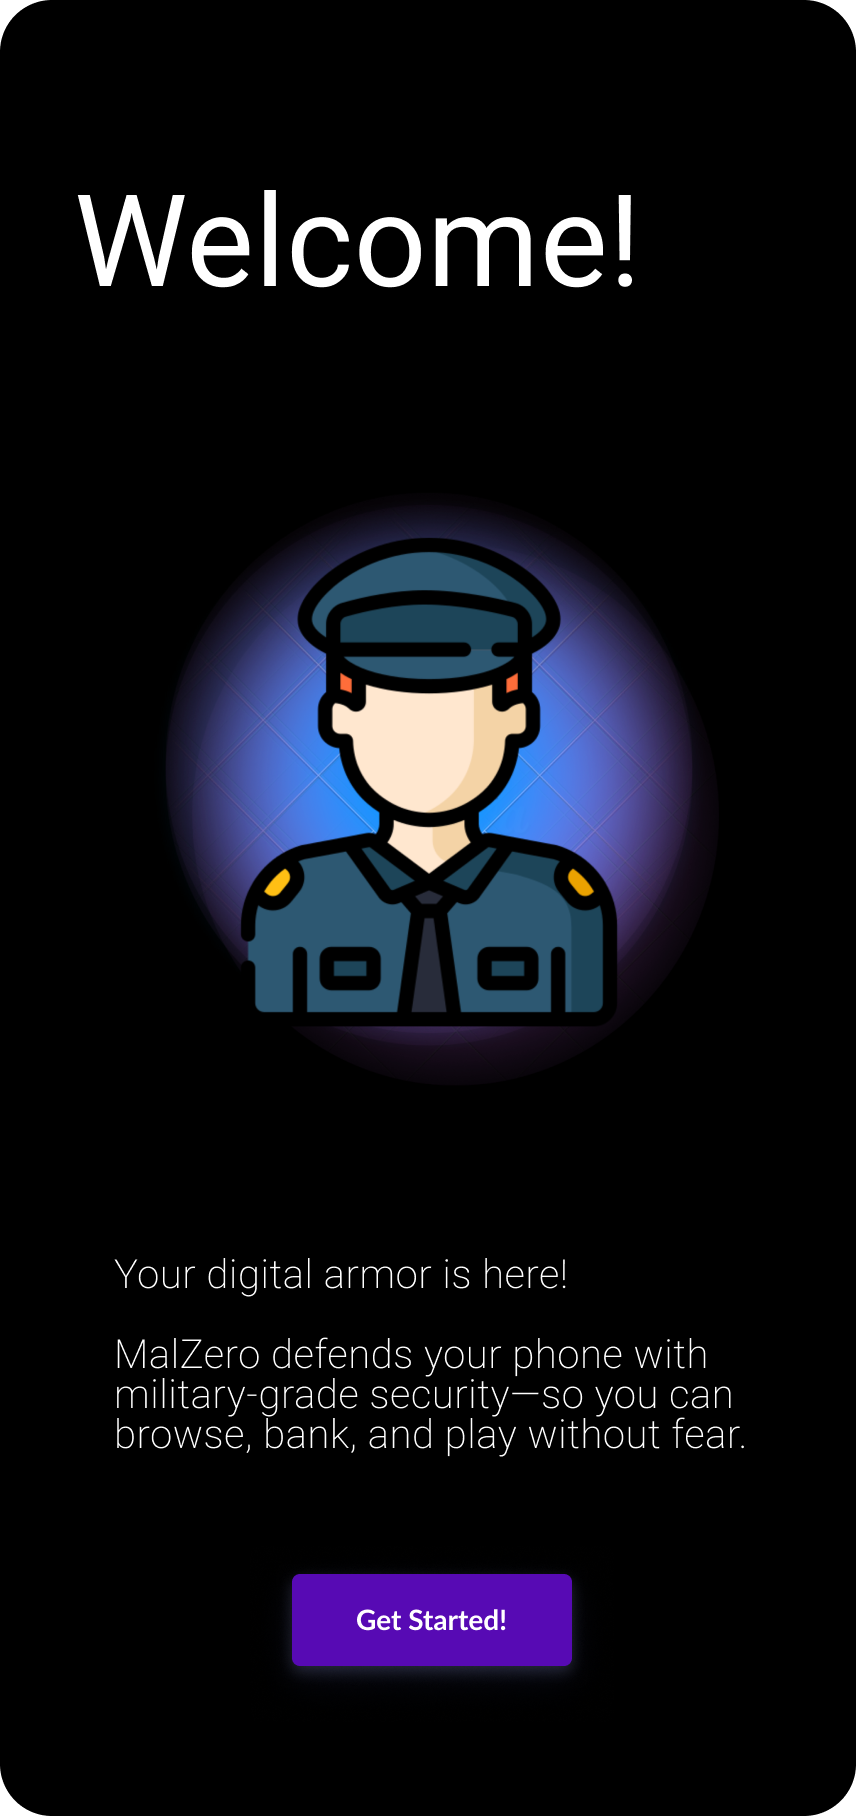 Welcome!
Your digital armor is here!
MalZero defends your phone with
military-grade security—so you can
browse, bank, and play without fear.
Get Started!